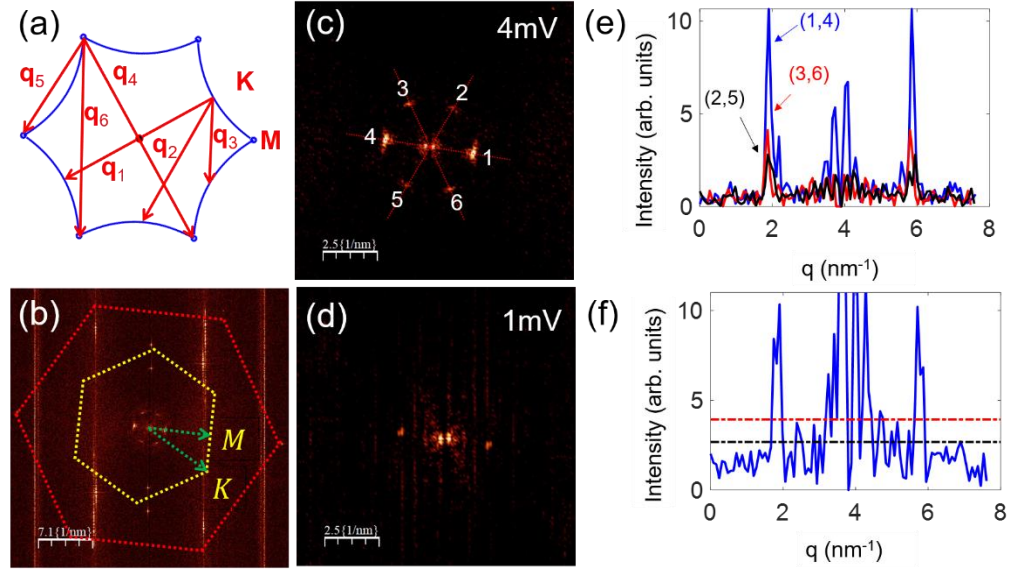 (a)
K
M
q5
q4
q6
q3
q2
q1
(b)
M
K
7.1{1/nm}
(c)
4mV
3
2
4
1
5
6
2.5{1/nm}
(d)
1mV
2.5{1/nm}
(e)
Intensity (arb. units)
10
5
0
(1,4)
(3,6)
(2,5)
0
2
4
6
8
q (nm-1)
(f)
Intensity (arb. units)
10
5
0
0
2
4
6
8
q (nm-1)